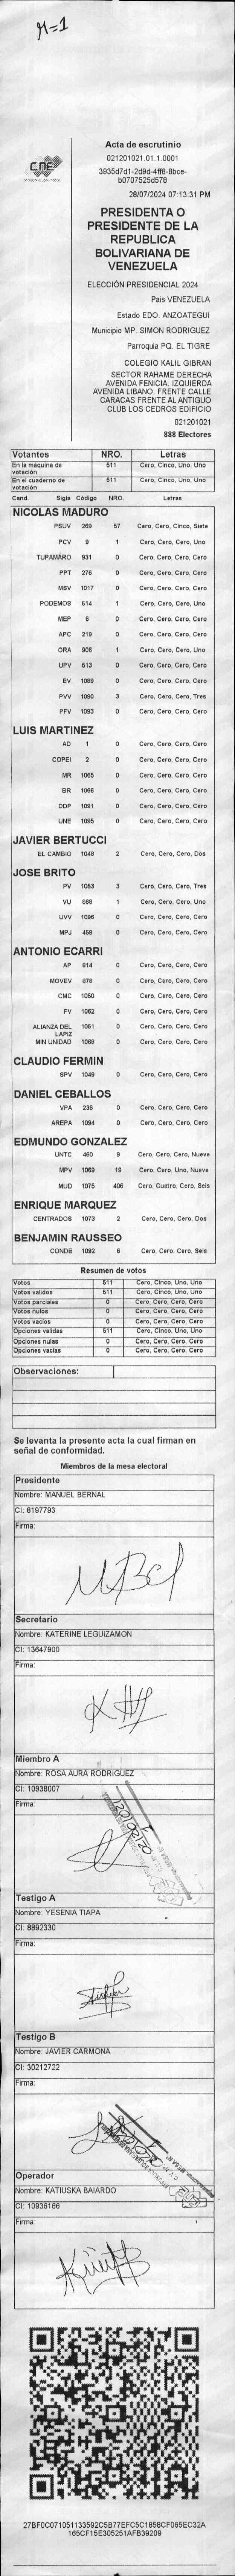 M=1
CNE
Acta de escrutinio
021201021.01.1.0001
3935d7d1-2d9d-4ff8-8bce-
b0707525d578
28/07/2024 07:13:31 PM
PRESIDENTA O
PRESIDENTE DE LA
REPUBLICA
BOLIVARIANA DE
VENEZUELA
ELECCIÓN PRESIDENCIAL 2024
Pais VENEZUELA
Estado EDO. ANZOATEGUI
Municipio MP. SIMON RODRIGUEZ
Parroquia PQ. EL TIGRE
COLEGIO KALIL GIBRAN
SECTOR RAHAME DERECHA
AVENIDA FENICIA. IZQUIERDA
AVENIDA LIBANO. FRENTE CALLE
CARACAS FRENTE AL ANTIGUO
CLUB LOS CEDROS EDIFICIO
021201021
888 Electores
Votantes NRO. Letras
En la máquina de votación 511 Cero, Cinco, Uno, Uno
En el cuaderno de votación 511 Cero, Cinco, Uno, Uno
Cand. Sigla Código NRO. Letras
NICOLAS MADURO
PSUV 269 57 Cero, Cero, Cinco, Siete
PCV 9 1 Cero, Cero, Cero, Uno
TUPAMARO 931 0 Cero, Cero, Cero, Cero
PPT 276 0 Cero, Cero, Cero, Cero
MSV 1017 0 Cero, Cero, Cero, Cero
PODEMOS 514 1 Cero, Cero, Cero, Uno
MEP 6 0 Cero, Cero, Cero, Cero
APC 219 0 Cero, Cero, Cero, Cero
ORA 906 1 Cero, Cero, Cero, Uno
UPV 513 0 Cero, Cero, Cero, Cero
EV 1089 0 Cero, Cero, Cero, Cero
PVV 1090 3 Cero, Cero, Cero, Tres
PFV 1093 0 Cero, Cero, Cero, Cero
LUIS MARTINEZ
AD 1 0 Cero, Cero, Cero, Cero
COPEI 2 0 Cero, Cero, Cero, Cero
MR 1065 0 Cero, Cero, Cero, Cero
BR 1066 0 Cero, Cero, Cero, Cero
DDP 1091 0 Cero, Cero, Cero, Cero
UNE 1095 0 Cero, Cero, Cero, Cero
JAVIER BERTUCCI
EL CAMBIO 1048 2 Cero, Cero, Cero, Dos
JOSE BRITO
PV 1053 3 Cero, Cero, Cero, Tres
VU 668 1 Cero, Cero, Cero, Uno
UVV 1096 0 Cero, Cero, Cero, Cero
MPJ 458 0 Cero, Cero, Cero, Cero
ANTONIO ECARRI
AP 814 0 Cero, Cero, Cero, Cero
MOVEV 878 0 Cero, Cero, Cero, Cero
CMC 1050 0 Cero, Cero, Cero, Cero
FV 1062 0 Cero, Cero, Cero, Cero
ALIANZA DEL LAPIZ 1051 0 Cero, Cero, Cero, Cero
MIN UNIDAD 1068 0 Cero, Cero, Cero, Cero
CLAUDIO FERMIN
SPV 1049 0 Cero, Cero, Cero, Cero
DANIEL CEBALLOS
VPA 236 0 Cero, Cero, Cero, Cero
AREPA 1094 0 Cero, Cero, Cero, Cero
EDMUNDO GONZALEZ
UNTC 460 9 Cero, Cero, Cero, Nueve
MPV 1069 19 Cero, Cero, Uno, Nueve
MUD 1075 406 Cero, Cuatro, Cero, Seis
ENRIQUE MARQUEZ
CENTRADOS 1073 2 Cero, Cero, Cero, Dos
BENJAMIN RAUSSEO
CONDE 1092 6 Cero, Cero, Cero, Seis
Resumen de votos
Votos 511 Cero, Cinco, Uno, Uno
Votos validos 511 Cero, Cinco, Uno, Uno
Votos parciales 0 Cero, Cero, Cero, Cero
Votos nulos 0 Cero, Cero, Cero, Cero
Votos vacios 0 Cero, Cero, Cero, Cero
Opciones validas 511 Cero, Cinco, Uno, Uno
Opciones nulas 0 Cero, Cero, Cero, Cero
Opciones vacias 0 Cero, Cero, Cero, Cero
Observaciones:
Se levanta la presente acta la cual firman en
señal de conformidad.
Miembros de la mesa electoral
Presidente
Nombre: MANUEL BERNAL
CI: 8197793
Firma:
Secretario
Nombre: KATERINE LEGUIZAMON
CI: 13647900
Firma:
Miembro A
Nombre: ROSA AURA RODRIGUEZ
CI: 10938007
Firma:
Testigo A
Nombre: YESENIA TIAPA
CI: 8892330
Firma:
Testigo B
Nombre: JAVIER CARMONA
CI: 30212722
Firma:
Operador
Nombre: KATIUSKA BAIARDO
CI: 10936166
Firma:
27BF0C071051133592C5B77EFC5C1858CF065EC32A
165CF15E305251AFB39209